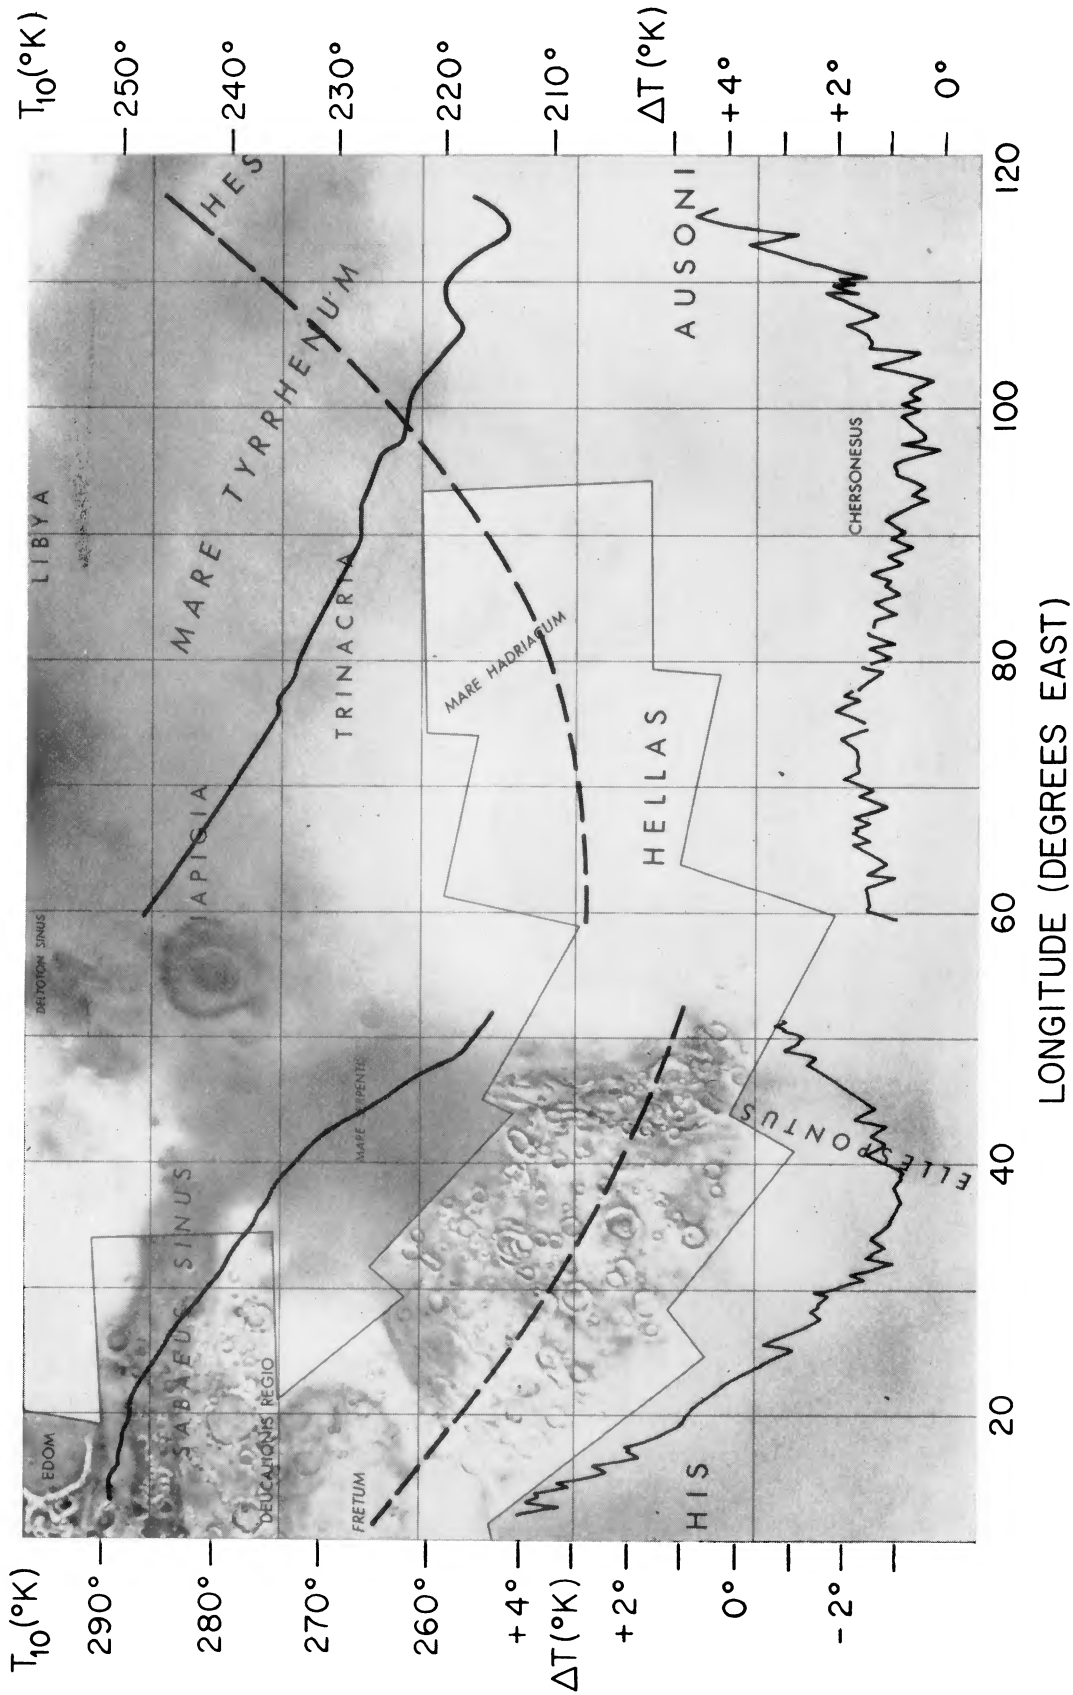 T10 (°K)
290°
280°
270°
260°
+4°
ΔT (°K)
+2°
0°
-2°
T10 (°K)
250°
240°
230°
220°
210°
ΔT (°K)
+4°
+2°
0°
EDOM
SABAEUS SINUS
DEUCALIONIS REGIO
FRETUM
HIS
DELTOTON SINUS
IAPIGIA
MARE SERPENTIS
ELLESPONTUS
LIBYA
MARE TYRRHENUM
HES
TRINACRIA
MARE HADRIACUM
HELLAS
AUSONI
CHERSONESUS
20
40
60
80
100
120
LONGITUDE (DEGREES EAST)